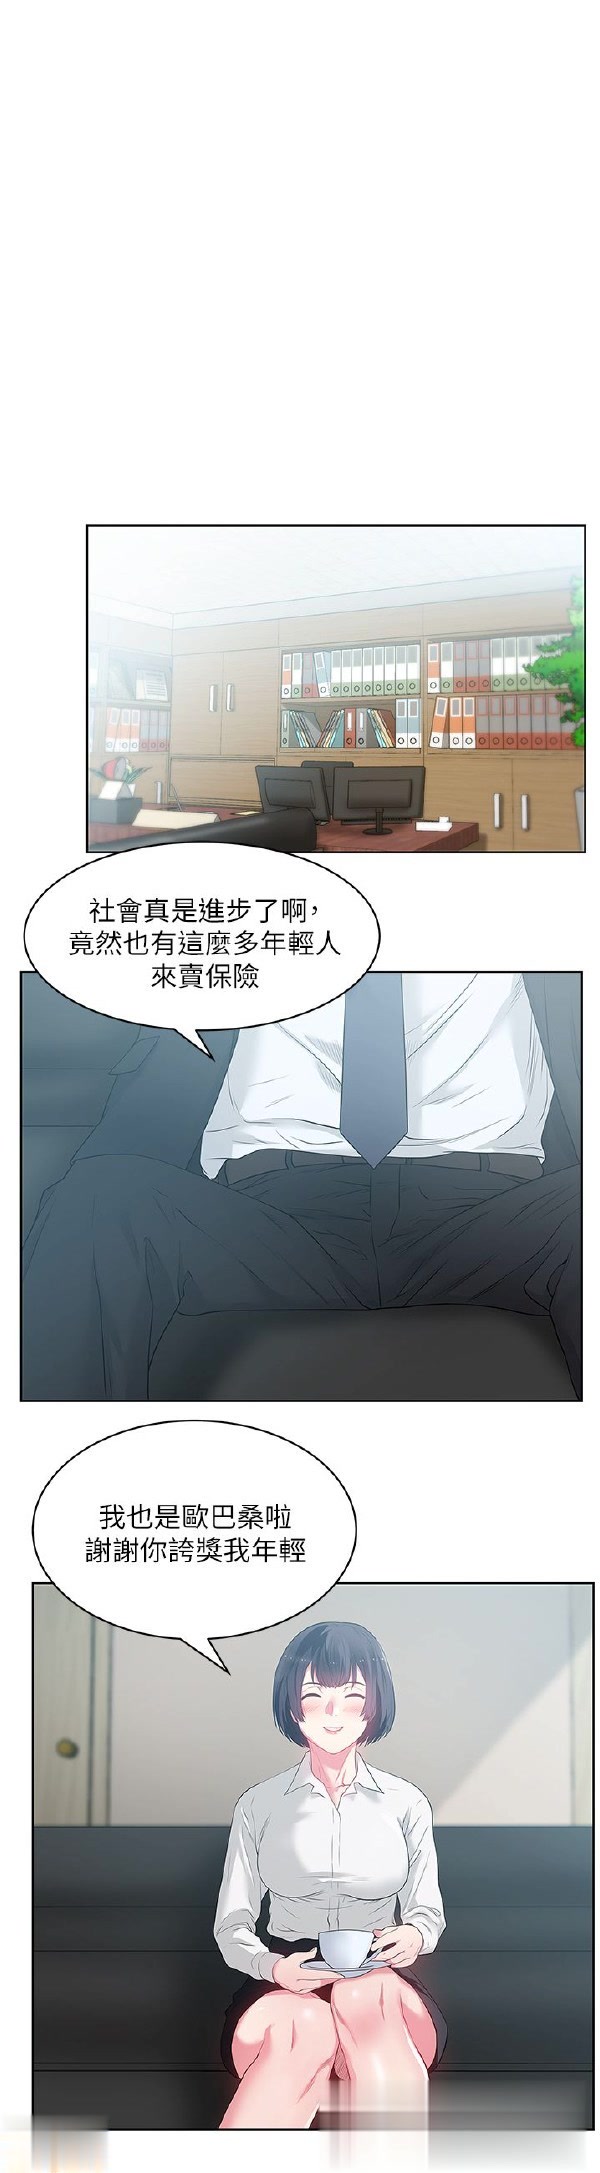 社會真是進步了啊，
竟然也有這麼多年輕人
來賣保險
我也是歐巴桑啦
謝謝你誇獎我年輕